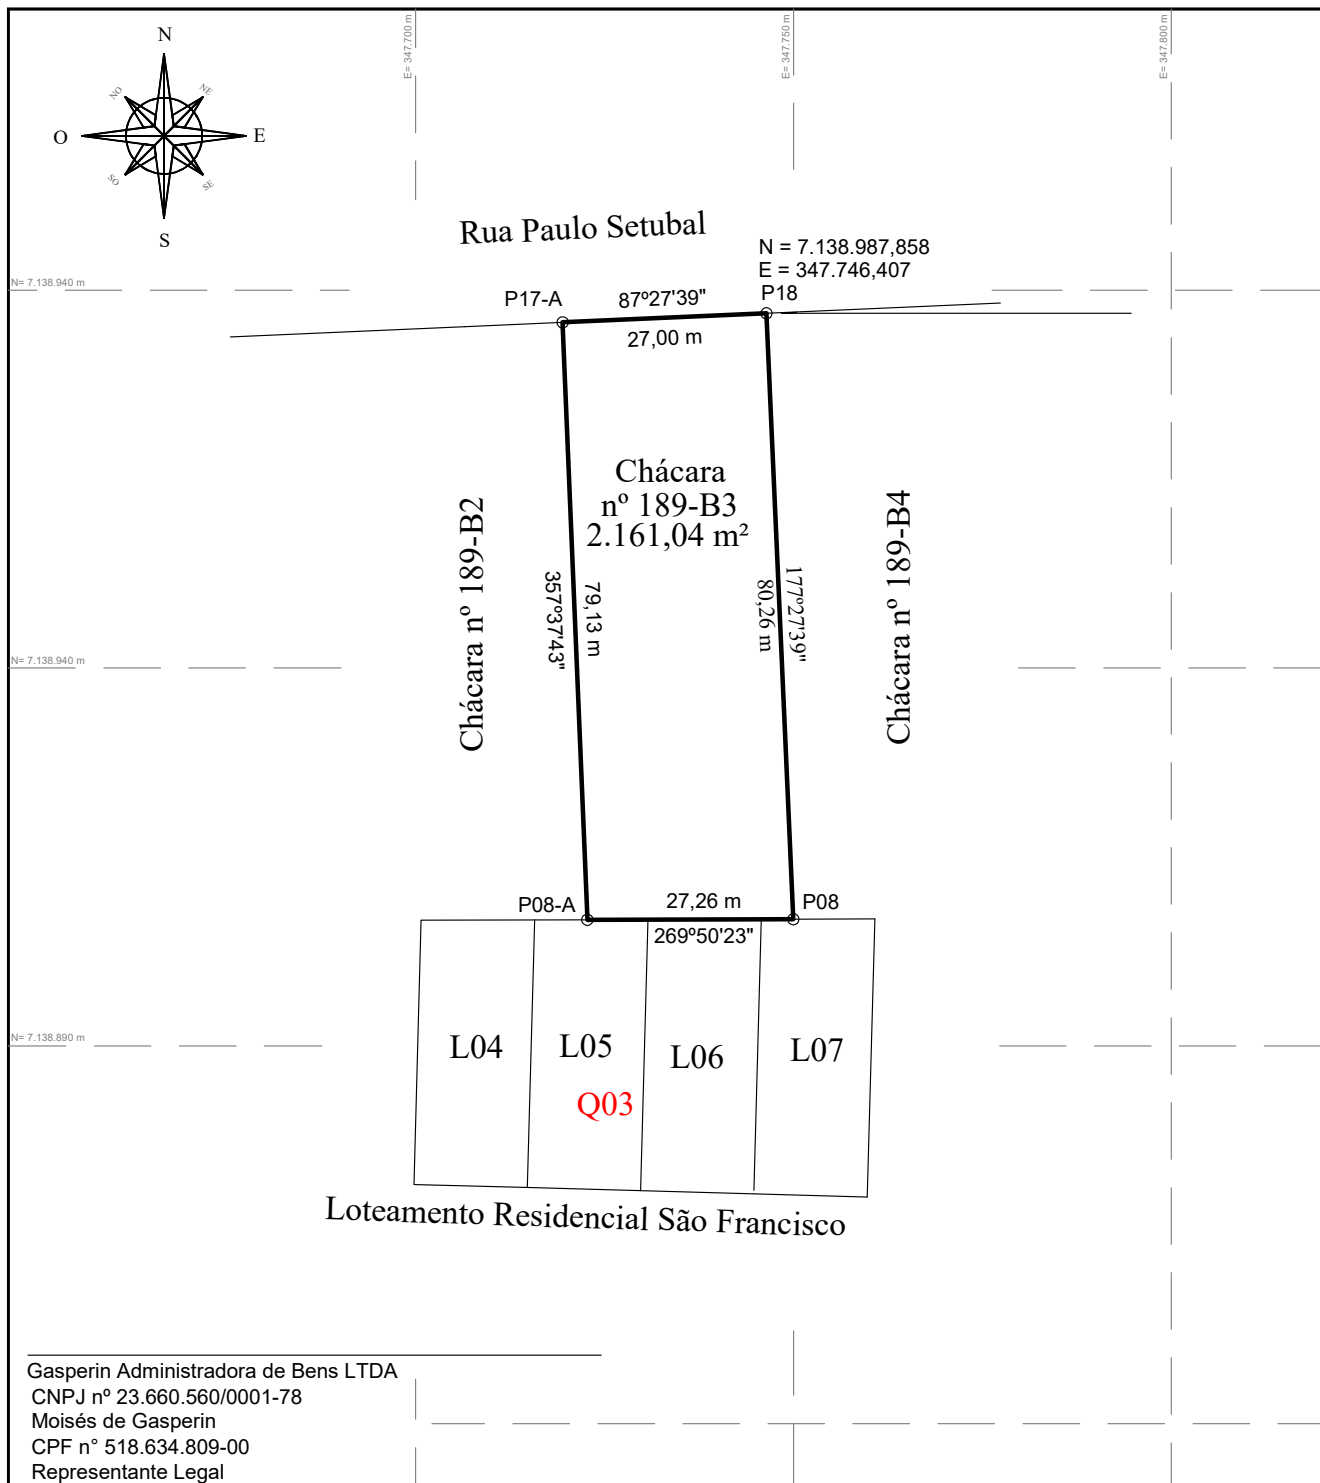 E= 347.700 m
E= 347.750 m
E= 347.800 m
N
NO
NE
O
E
SO
SE
S
Rua Paulo Setubal
N = 7.138.987,858
E = 347.746,407
N= 7.138.940 m
P17-A
87º27'39"
P18
27,00 m
Chácara
nº 189-B3
2.161,04 m²
Chácara nº 189-B2
357º37'43"
79,13 m
80,26 m
177º27'39"
Chácara nº 189-B4
N= 7.138.940 m
P08-A
27,26 m
P08
269º50'23"
N= 7.138.890 m
L04
L05
L06
L07
Q03
Loteamento Residencial São Francisco
Gasperin Administradora de Bens LTDA
CNPJ nº 23.660.560/0001-78
Moisés de Gasperin
CPF n° 518.634.809-00
Representante Legal